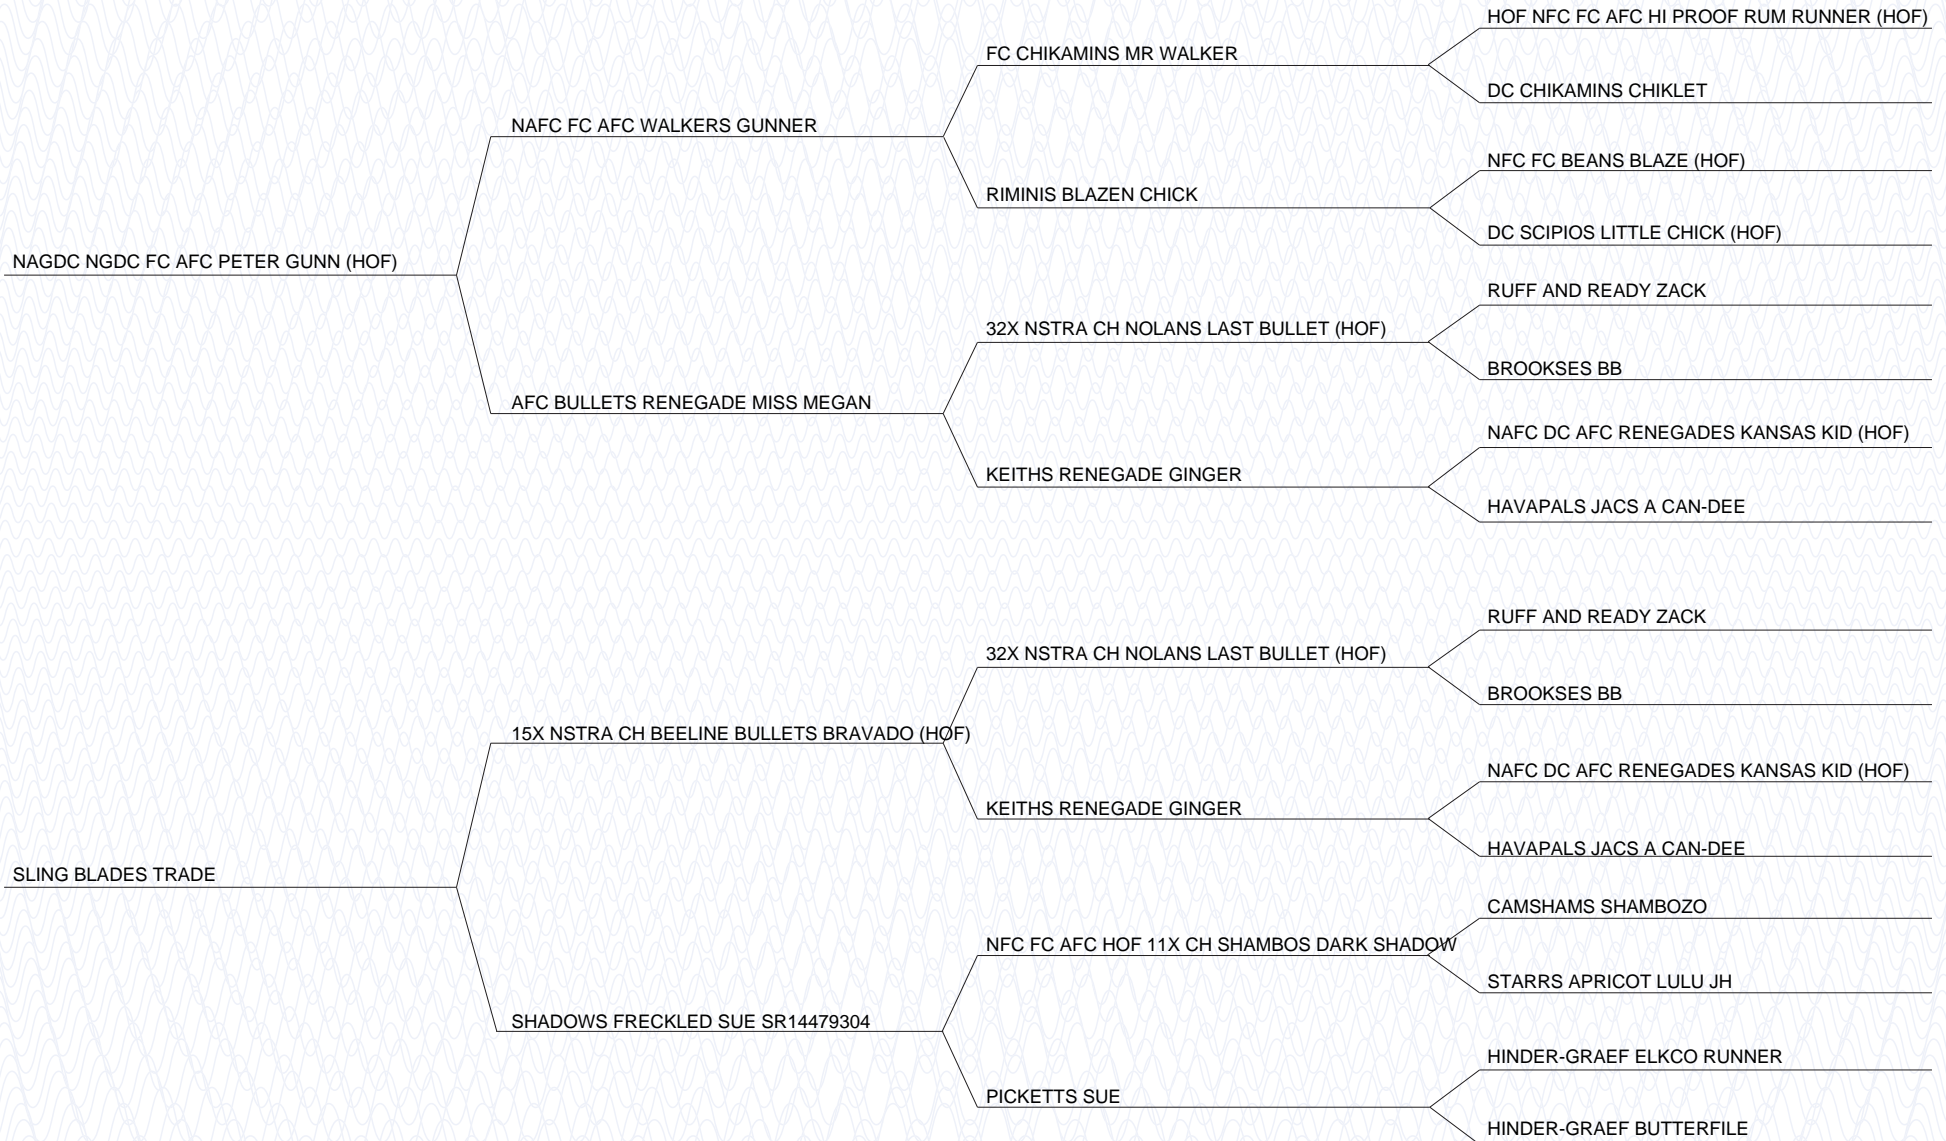 HOF NFC FC AFC HI PROOF RUM RUNNER (HOF)
FC CHIKAMINS MR WALKER
DC CHIKAMINS CHIKLET
NAFC FC AFC WALKERS GUNNER
NFC FC BEANS BLAZE (HOF)
RIMINIS BLAZEN CHICK
DC SCIPIOS LITTLE CHICK (HOF)
NAGDC NGDC FC AFC PETER GUNN (HOF)
RUFF AND READY ZACK
32X NSTRA CH NOLANS LAST BULLET (HOF)
BROOKSES BB
AFC BULLETS RENEGADE MISS MEGAN
NAFC DC AFC RENEGADES KANSAS KID (HOF)
KEITHS RENEGADE GINGER
HAVAPALS JACS A CAN-DEE
RUFF AND READY ZACK
32X NSTRA CH NOLANS LAST BULLET (HOF)
BROOKSES BB
15X NSTRA CH BEELINE BULLETS BRAVADO (HOF)
NAFC DC AFC RENEGADES KANSAS KID (HOF)
KEITHS RENEGADE GINGER
HAVAPALS JACS A CAN-DEE
SLING BLADES TRADE
CAMSHAMS SHAMBOZO
NFC FC AFC HOF 11X CH SHAMBOS DARK SHADOW
STARRS APRICOT LULU JH
SHADOWS FRECKLED SUE SR14479304
HINDER-GRAEF ELKCO RUNNER
PICKETTS SUE
HINDER-GRAEF BUTTERFILE